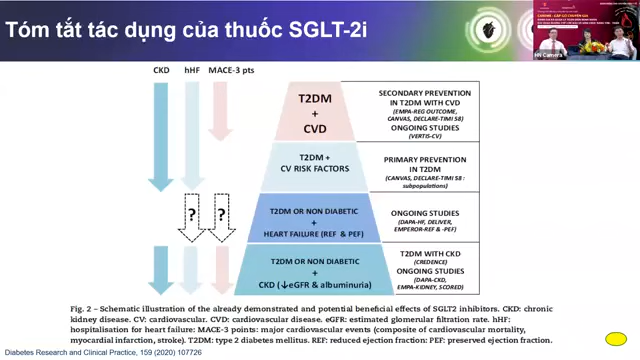 Tóm tắt tác dụng của thuốc SGLT-2i
HN Camera
CKD hHF MACE-3 pts
T2DM
+
CVD
SECONDARY PREVENTION
IN T2DM WITH CVD
(EMPA-REG OUTCOME,
CANVAS, DECLARE-TIMI 58)
ONGOING STUDIES
(VERTIS-CV)
T2DM +
CV RISK FACTORS
PRIMARY PREVENTION
IN T2DM
(CANVAS, DECLARE-TIMI 58 :
subpopulations)
? ?
T2DM OR NON DIABETIC
+
HEART FAILURE (REF & PEF)
ONGOING STUDIES
(DAPA-HF, DELIVER,
EMPEROR-REF & -PEF)
T2DM OR NON DIABETIC
+
CKD (↓eGFR & albuminuria)
T2DM WITH CKD
(CREDENCE)
ONGOING STUDIES
(DAPA-CKD,
EMPA-KIDNEY, SCORED)
Fig. 2 – Schematic illustration of the already demonstrated and potential beneficial effects of SGLT2 inhibitors. CKD: chronic
kidney disease. CV: cardiovascular. CVD: cardiovascular disease. eGFR: estimated glomerular filtration rate. hHF:
hospitalisation for heart failure: MACE-3 points: major cardiovascular events (composite of cardiovascular mortality,
myocardial infarction, stroke). T2DM: type 2 diabetes mellitus. REF: reduced ejection fraction: PEF: preserved ejection fraction.
Diabetes Research and Clinical Practice, 159 (2020) 107726